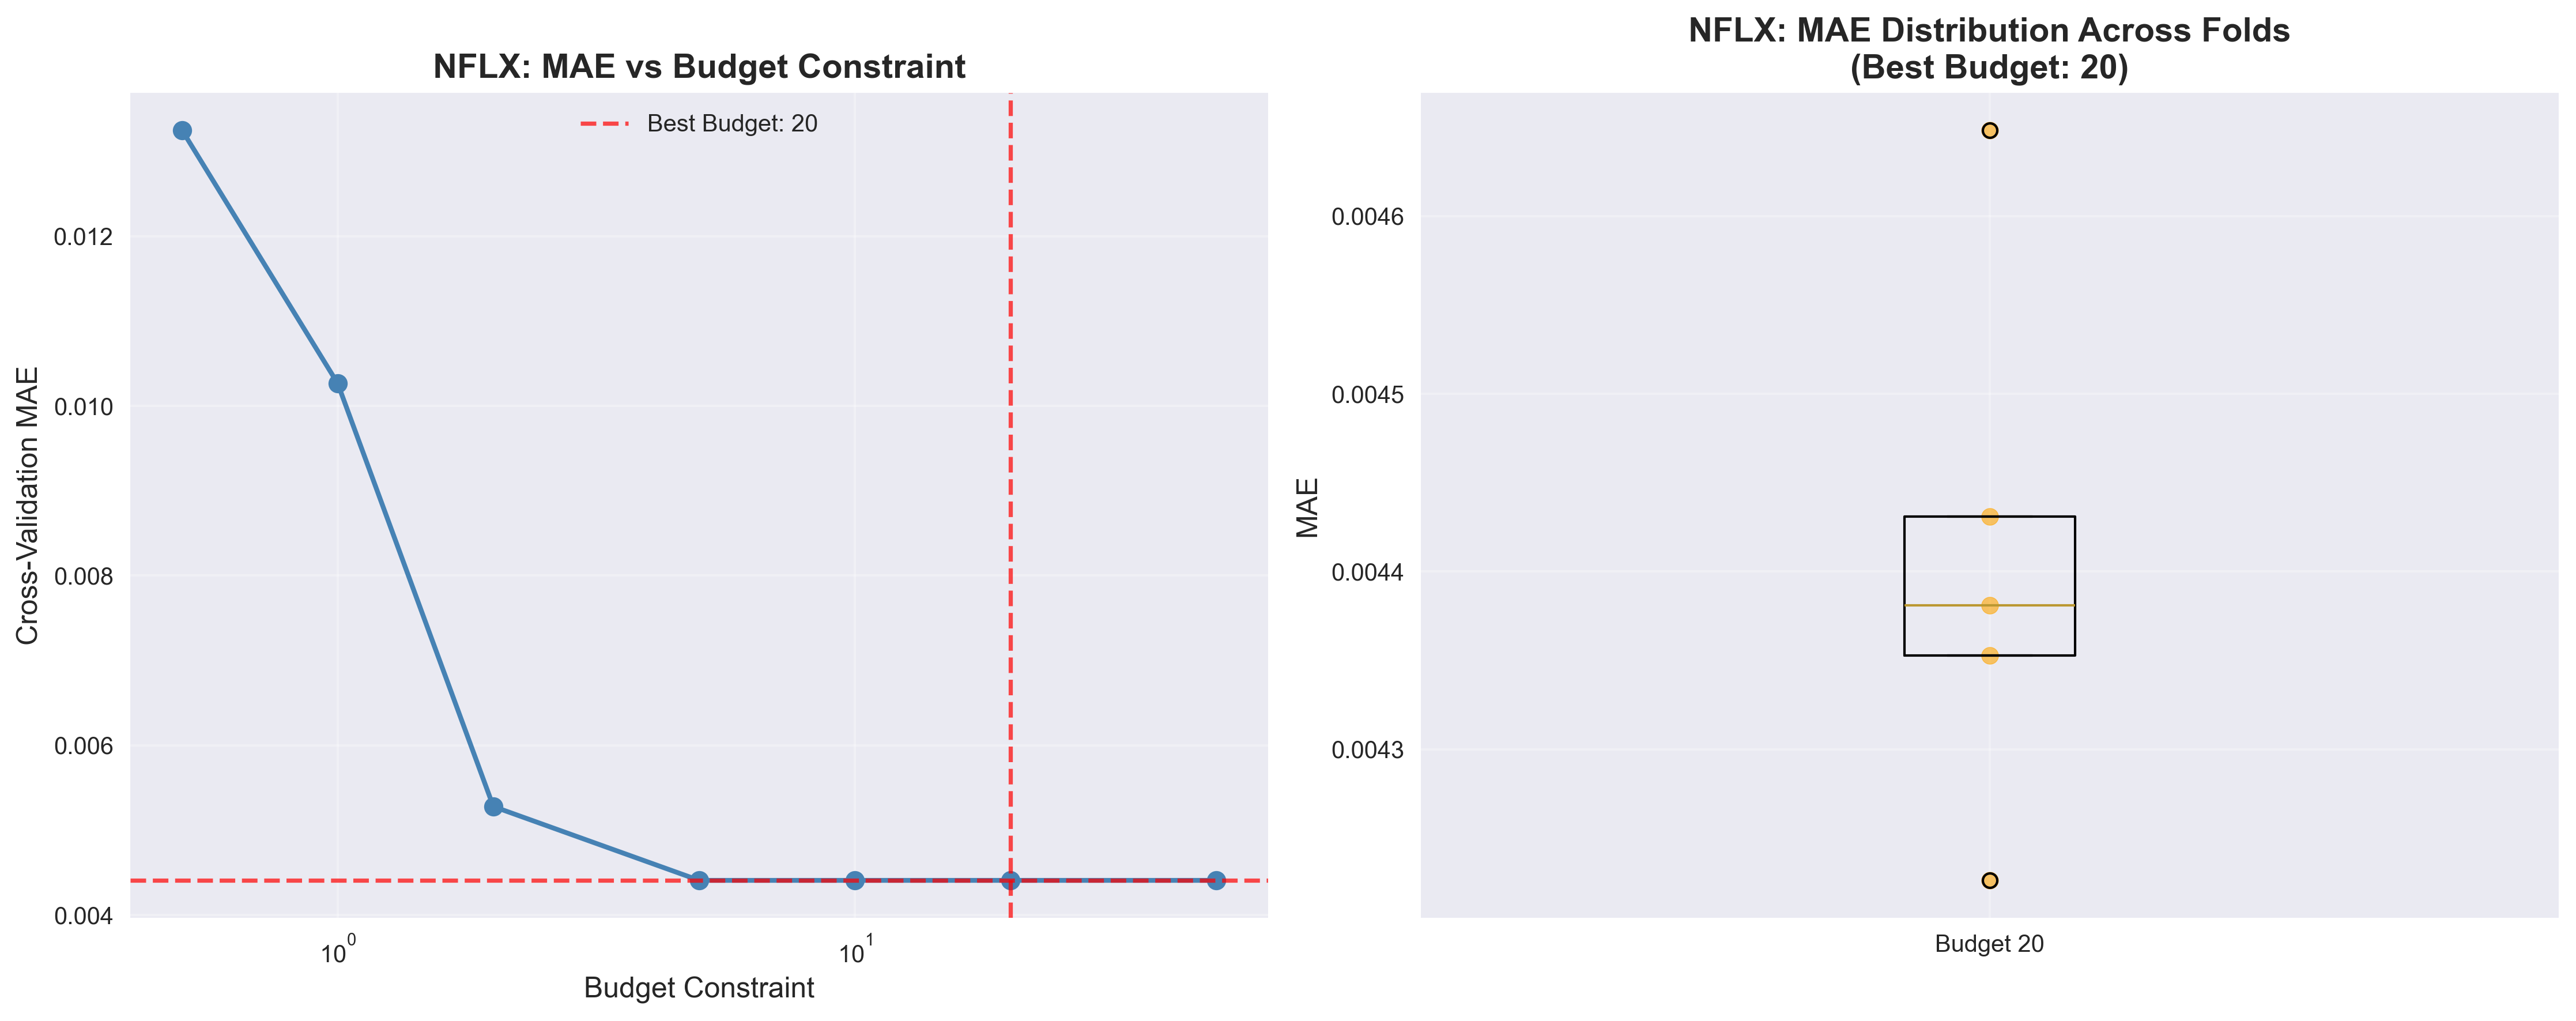 NFLX: MAE vs Budget Constraint
Best Budget: 20
Cross-Validation MAE
0.012
0.010
0.008
0.006
0.004
10^0
10^1
Budget Constraint
NFLX: MAE Distribution Across Folds
(Best Budget: 20)
MAE
0.0046
0.0045
0.0044
0.0043
Budget 20